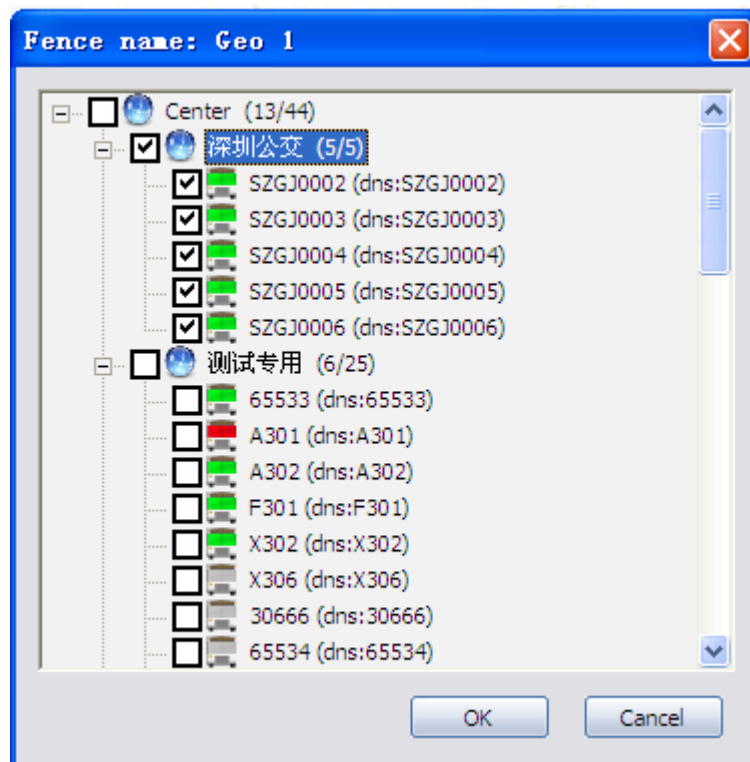 Fence name: Geo 1
Center (13/44)
深圳公交 (5/5)
SZGJ0002 (dns:SZGJ0002)
SZGJ0003 (dns:SZGJ0003)
SZGJ0004 (dns:SZGJ0004)
SZGJ0005 (dns:SZGJ0005)
SZGJ0006 (dns:SZGJ0006)
测试专用 (6/25)
65533 (dns:65533)
A301 (dns:A301)
A302 (dns:A302)
F301 (dns:F301)
X302 (dns:X302)
X306 (dns:X306)
30666 (dns:30666)
65534 (dns:65534)
OK Cancel